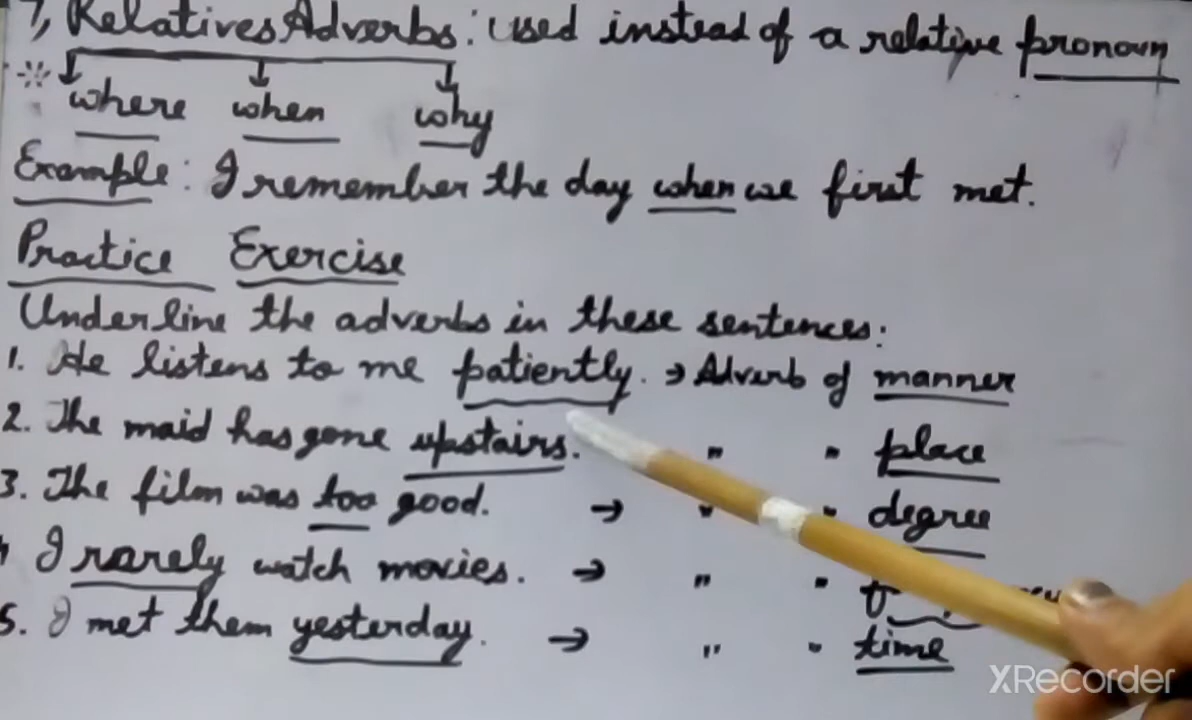 7, Relatives Adverbs: Used instead of a relative pronoun
where when why
Example: I remember the day when we first met.
Practice Exercise
Underline the adverbs in these sentences:
1. He listens to me patiently. → Adverb of manner
2. The maid has gone upstairs. " " place
3. The film was too good. → " " degree
I rarely watch movies. → " "
5. I met them yesterday. → " " time
XRecorder